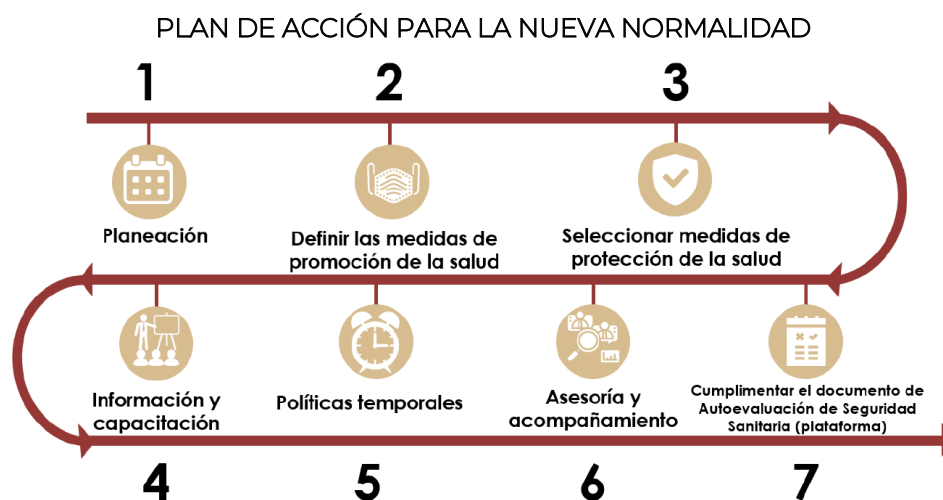 PLAN DE ACCIÓN PARA LA NUEVA NORMALIDAD
1
2
3
Planeación
Definir las medidas de
promoción de la salud
Seleccionar medidas de
protección de la salud
Información y
capacitación
Políticas temporales
Asesoría y
acompañamiento
Cumplimentar el documento de
Autoevaluación de Seguridad
Sanitaria (plataforma)
4
5
6
7